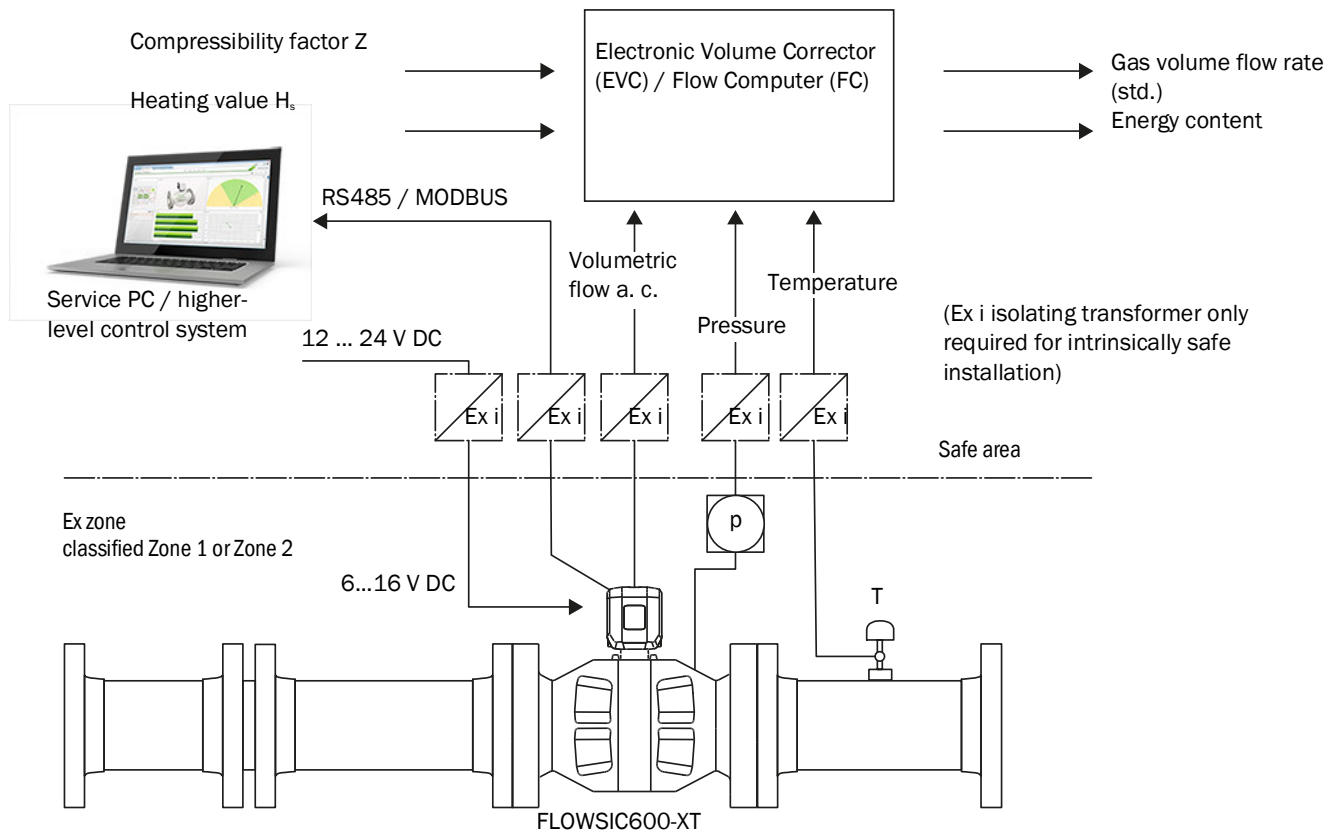 Compressibility factor Z
Electronic Volume Corrector
(EVC) / Flow Computer (FC)
Gas volume flow rate
(std.)
Heating value Hs
Energy content
RS485 / MODBUS
Volumetric
flow a. c.
Temperature
Service PC / higher-
level control system
Pressure
(Ex i isolating transformer only
required for intrinsically safe
installation)
12 ... 24 V DC
Ex i
Ex i
Ex i
Ex i
Ex i
Safe area
p
Ex zone
classified Zone 1 or Zone 2
6...16 V DC
T
FLOWSIC600-XT